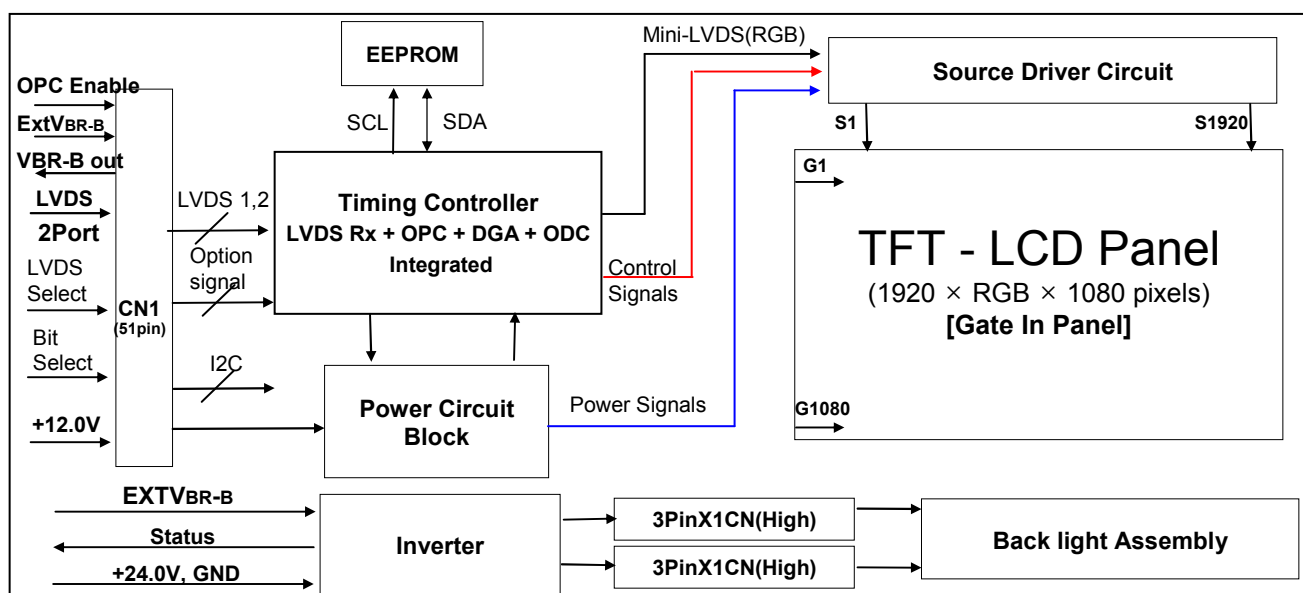 EEPROM
Mini-LVDS(RGB)
Source Driver Circuit
OPC Enable
ExtVBR-B
VBR-B out
LVDS
2Port
LVDS
Select
Bit
Select
+12.0V
CN1
(51pin)
SCL
SDA
LVDS 1,2
Option
signal
I2C
Timing Controller
LVDS Rx + OPC + DGA + ODC
Integrated
Control
Signals
Power Circuit
Block
Power Signals
S1
S1920
G1
TFT - LCD Panel
(1920 × RGB × 1080 pixels)
[Gate In Panel]
G1080
EXTVBR-B
Status
+24.0V, GND
Inverter
3PinX1CN(High)
3PinX1CN(High)
Back light Assembly